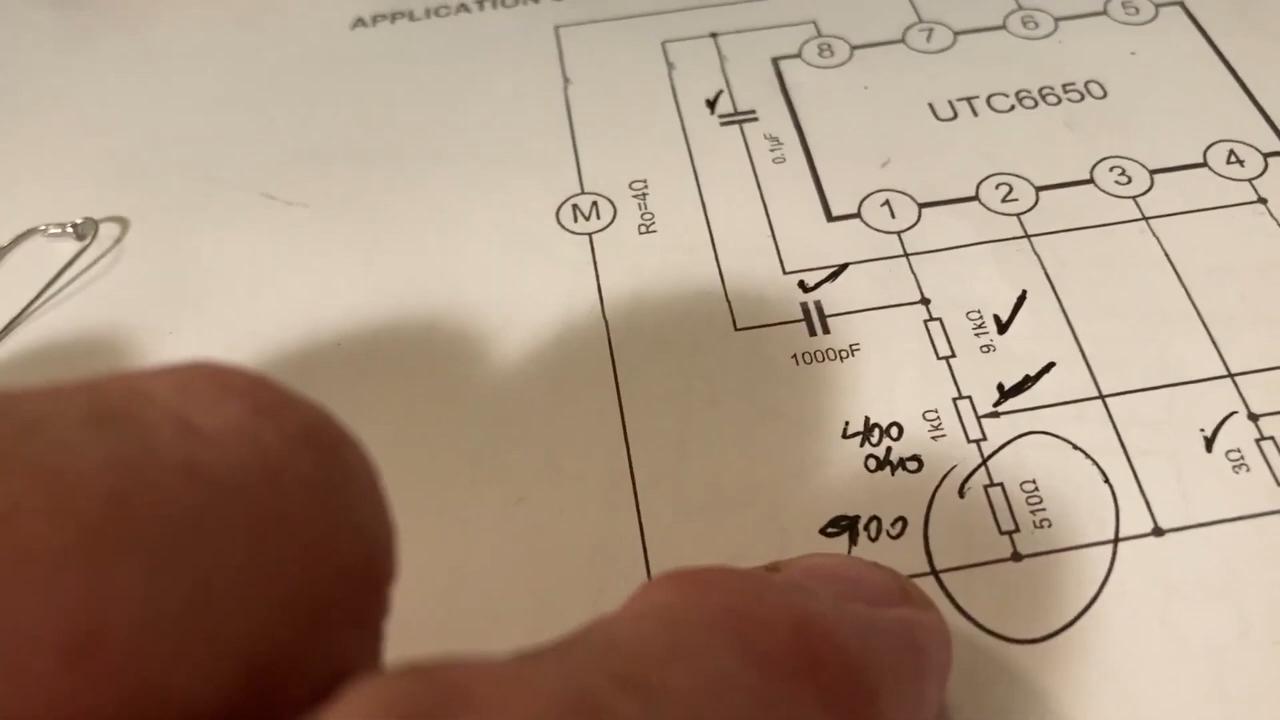 APPLICATION
8
7
6
5
UTC6650
0.1μF
M
Ro=4Ω
1
2
3
4
1000pF
9.1kΩ
1kΩ
400
3Ω
510Ω
900